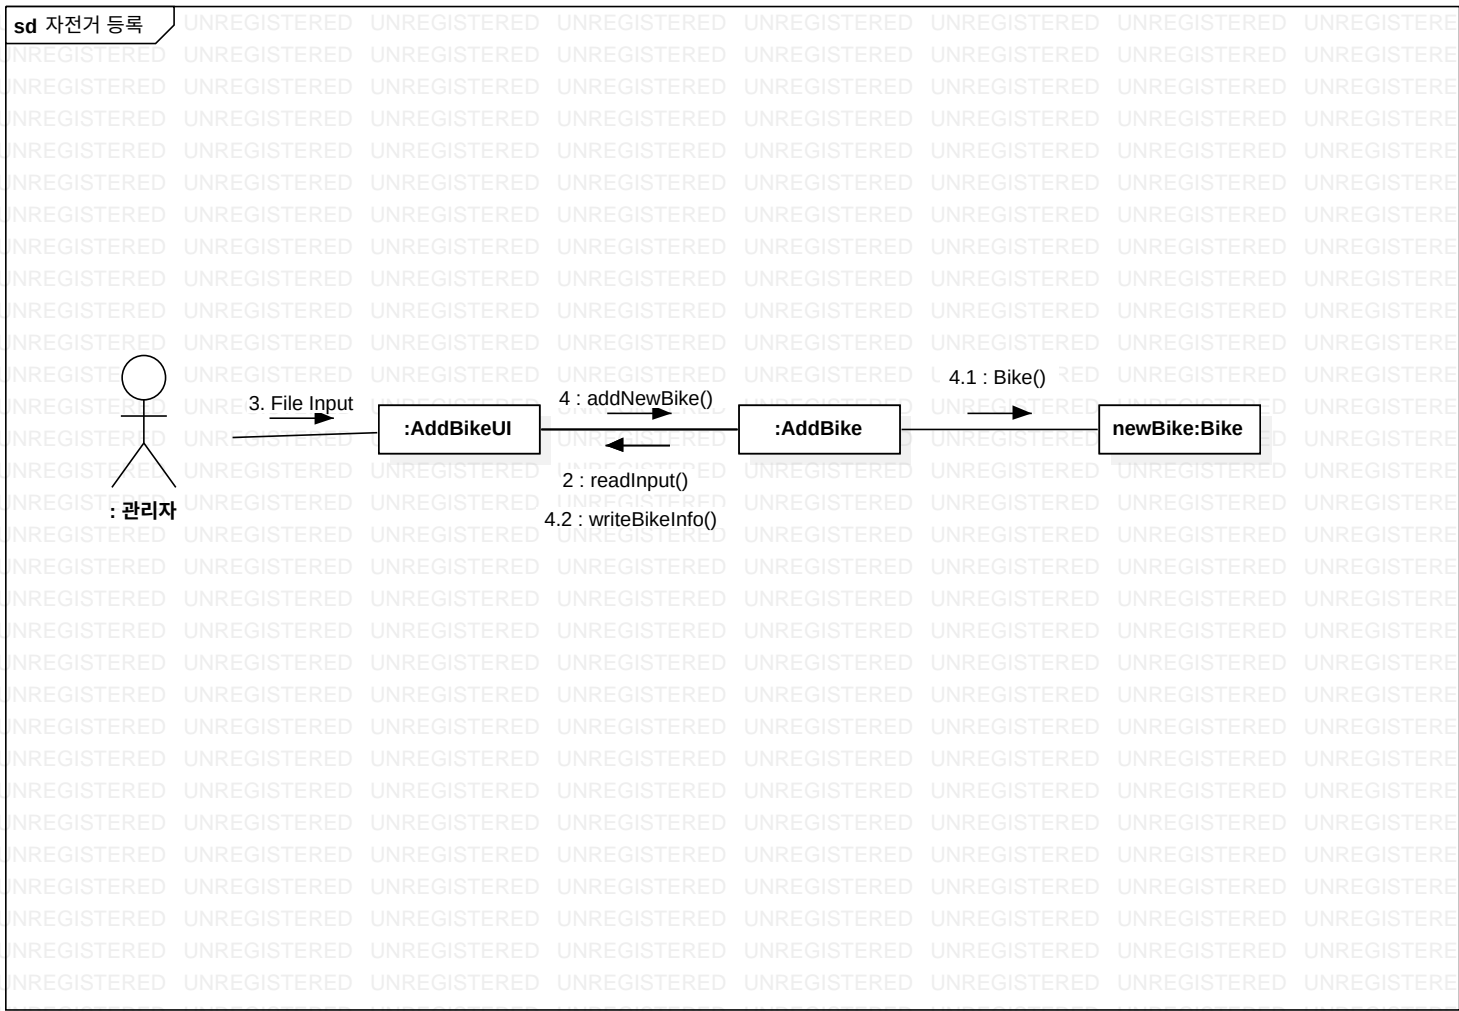 sd 자전거 등록
4.1 : Bike()
3. File Input
4 : addNewBike()
:AddBikeUI
:AddBike
newBike:Bike
2 : readInput()
4.2 : writeBikeInfo()
: 관리자
UNREGISTERED